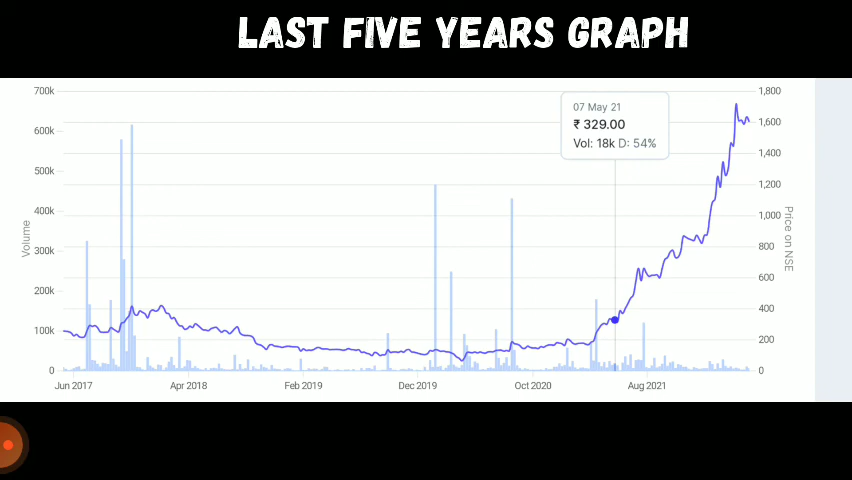 LAST FIVE YEARS GRAPH
700k
600k
500k
400k
300k
200k
100k
0
Volume
07 May 21
₹ 329.00
Vol: 18k D: 54%
1,800
1,600
1,400
1,200
1,000
800
600
400
200
0
Price on NSE
Jun 2017 Apr 2018 Feb 2019 Dec 2019 Oct 2020 Aug 2021